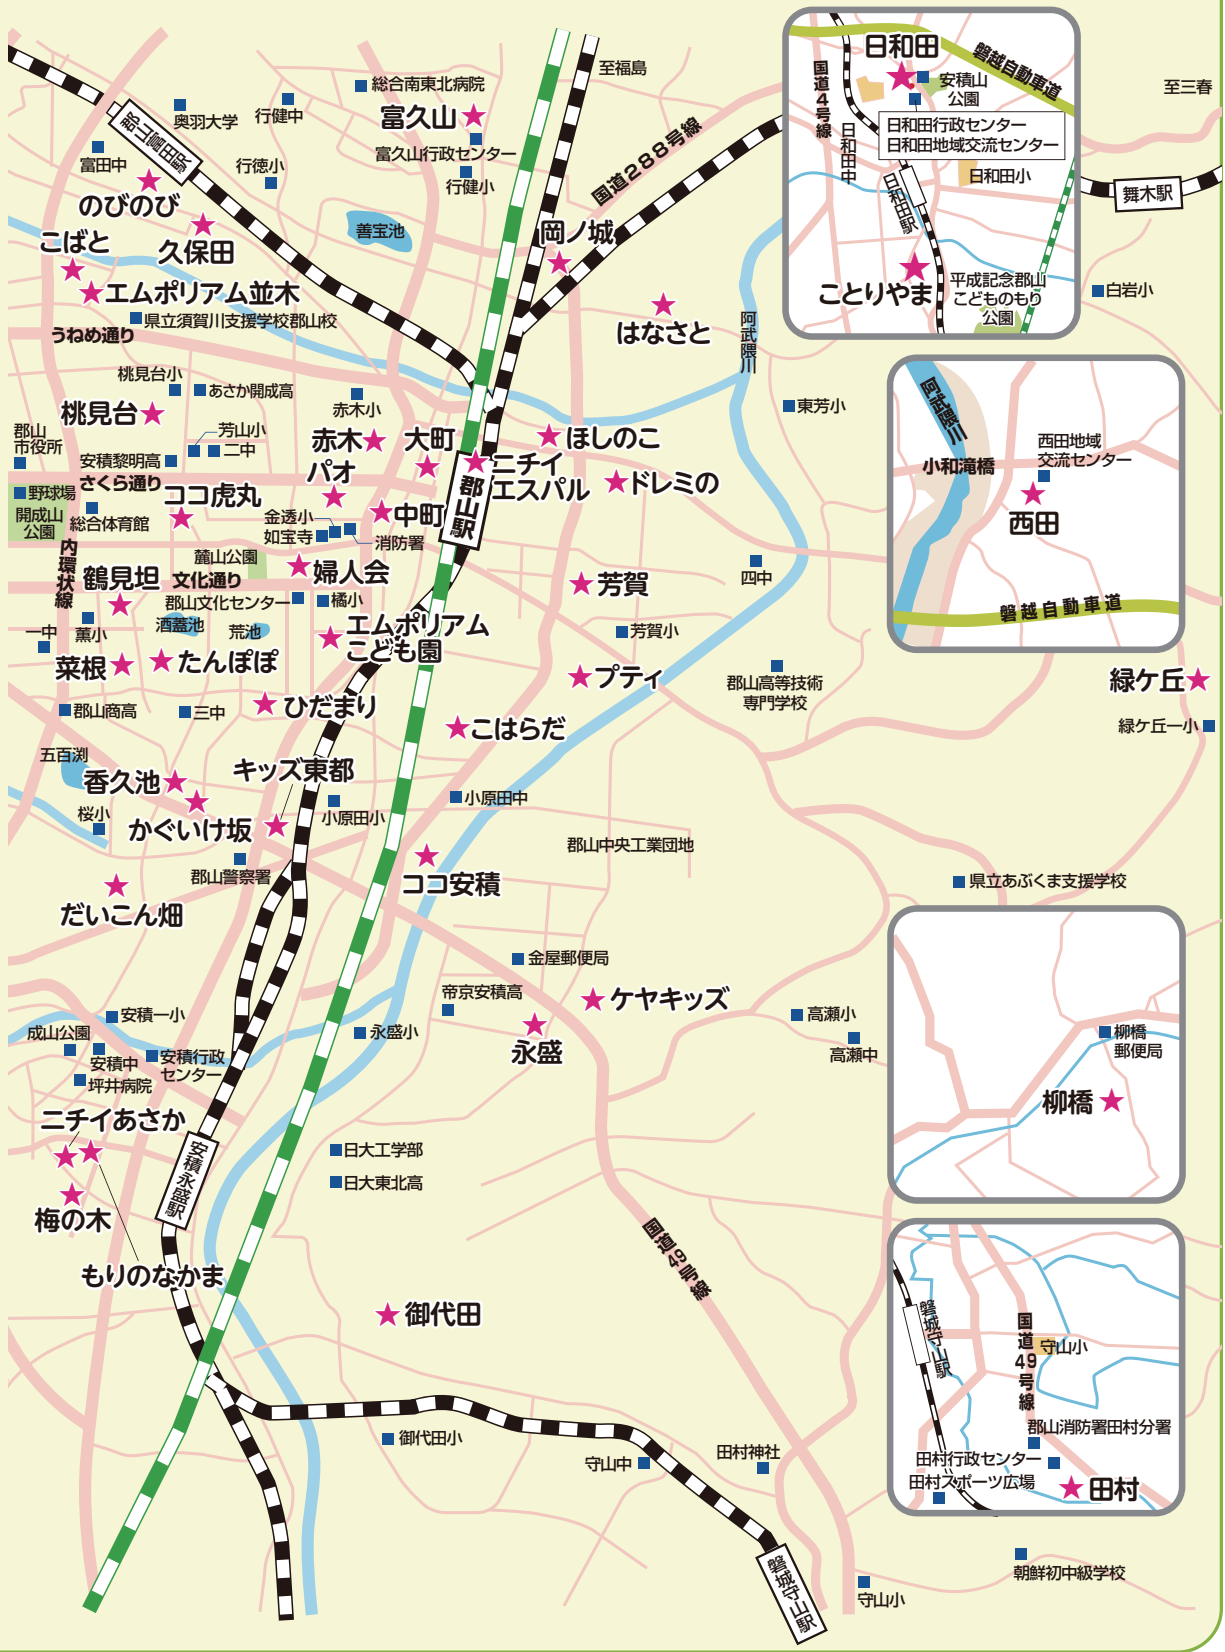 至福島
総合南東北病院
奥羽大学
行健中
富久山
富久山行政センター
行健小
郡山富田駅
富田中
行徳小
のびのび
久保田
こばと
エムポリアム並木
県立須賀川支援学校郡山校
うねめ通り
善宝池
国道288号線
岡ノ城
はなさと
阿武隈川
日和田
磐越自動車道
国道4号線
安積山
公園
日和田行政センター
日和田地域交流センター
日和田中
日和田小
日和田駅
ことりやま
平成記念郡山
こどものもり
公園
至三春
舞木駅
白岩小
桃見台小
あさか開成高
桃見台
赤木小
郡山
市役所
芳山小
二中
安積黎明高
さくら通り
赤木
パオ
大町
ニチイ
エスパル
ほしのこ
ドレミの
東芳小
野球場
開成山
公園
総合体育館
ココ虎丸
金透小
如宝寺
消防署
中町
郡山駅
内環状線
麓山公園
文化通り
鶴見坦
婦人会
郡山文化センター
橘小
芳賀
四中
一中
薫小
酒蓋池
荒池
エムポリアム
こども園
芳賀小
菜根
たんぽぽ
プティ
郡山高等技術
専門学校
阿武隈川
小和滝橋
西田地域
交流センター
西田
磐越自動車道
緑ケ丘
緑ケ丘一小
郡山商高
三中
ひだまり
こはらだ
五百渕
香久池
キッズ東都
桜小
かぐいけ坂
小原田小
小原田中
郡山中央工業団地
郡山警察署
ココ安積
だいこん畑
県立あぶくま支援学校
金屋郵便局
帝京安積高
ケヤキッズ
永盛
永盛小
高瀬小
高瀬中
柳橋
郵便局
柳橋
安積一小
成山公園
安積中
安積行政
センター
坪井病院
ニチイあさか
安積永盛駅
日大工学部
日大東北高
梅の木
もりのなかま
国道49号線
御代田
御代田小
守山中
田村神社
磐城守山駅
磐城守山駅
国道49号線
守山小
郡山消防署田村分署
田村行政センター
田村スポーツ広場
田村
朝鮮初中級学校
守山小